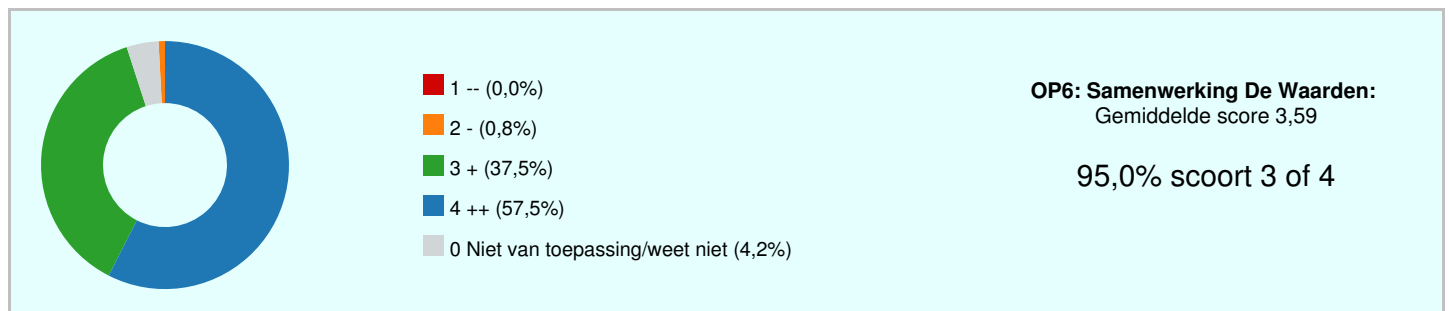 1 -- (0,0%)
2 - (0,8%)
3 + (37,5%)
4 ++ (57,5%)
0 Niet van toepassing/weet niet (4,2%)
OP6: Samenwerking De Waarden:
Gemiddelde score 3,59
95,0% scoort 3 of 4